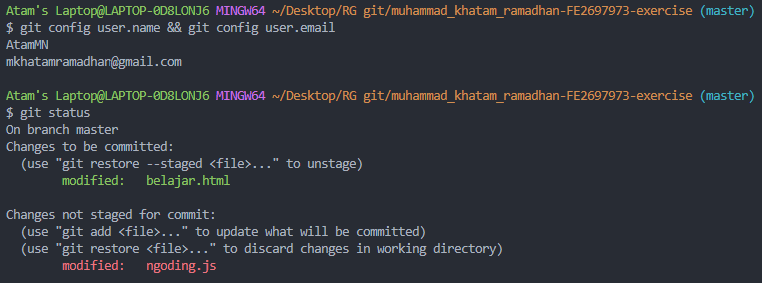 Atam's Laptop@LAPTOP-0D8LONJ6 MINGW64 ~/Desktop/RG git/muhammad_khatam_ramadhan-FE2697973-exercise (master)
$ git config user.name && git config user.email
AtamMN
mkhatamramadhan@gmail.com

Atam's Laptop@LAPTOP-0D8LONJ6 MINGW64 ~/Desktop/RG git/muhammad_khatam_ramadhan-FE2697973-exercise (master)
$ git status
On branch master
Changes to be committed:
  (use "git restore --staged <file>..." to unstage)
        modified:   belajar.html

Changes not staged for commit:
  (use "git add <file>..." to update what will be committed)
  (use "git restore <file>..." to discard changes in working directory)
        modified:   ngoding.js